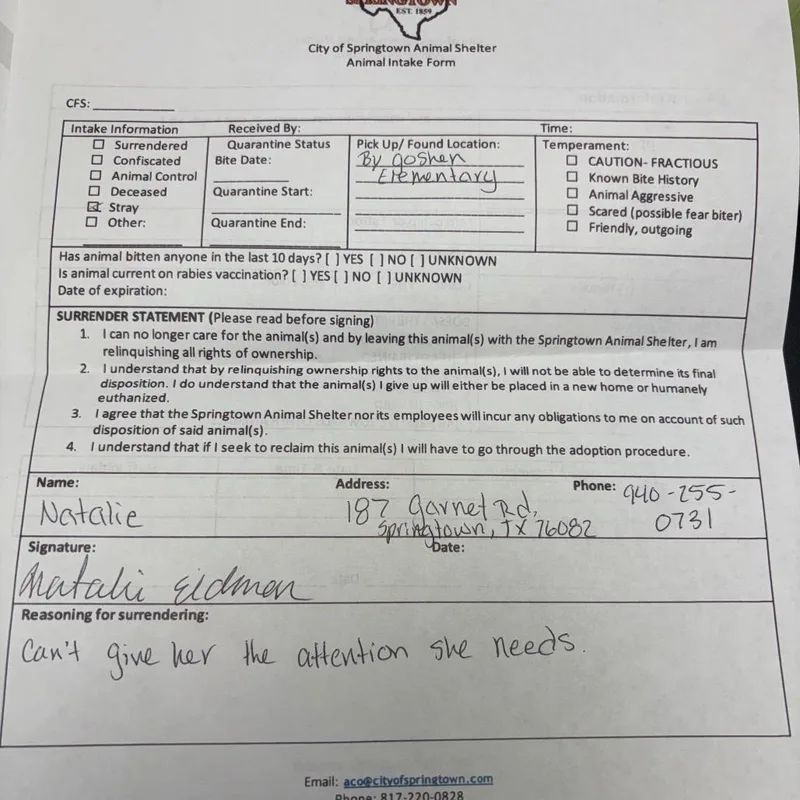 SPRINGTOWN
EST. 1859
City of Springtown Animal Shelter
Animal Intake Form
CFS: ____________
Intake Information
☐ Surrendered
☐ Confiscated
☐ Animal Control
☐ Deceased
☒ Stray
☐ Other:
Received By:
Quarantine Status
Bite Date:
Quarantine Start:
Quarantine End:
Pick Up/ Found Location:
By goshen
Elementary
Time:
Temperament:
☐ CAUTION- FRACTIOUS
☐ Known Bite History
☐ Animal Aggressive
☐ Scared (possible fear biter)
☐ Friendly, outgoing
Has animal bitten anyone in the last 10 days? [ ] YES [ ] NO [ ] UNKNOWN
Is animal current on rabies vaccination? [ ] YES [ ] NO [ ] UNKNOWN
Date of expiration:
SURRENDER STATEMENT (Please read before signing)
1. I can no longer care for the animal(s) and by leaving this animal(s) with the Springtown Animal Shelter, I am
relinquishing all rights of ownership.
2. I understand that by relinquishing ownership rights to the animal(s), I will not be able to determine its final
disposition. I do understand that the animal(s) I give up will either be placed in a new home or humanely
euthanized.
3. I agree that the Springtown Animal Shelter nor its employees will incur any obligations to me on account of such
disposition of said animal(s).
4. I understand that if I seek to reclaim this animal(s) I will have to go through the adoption procedure.
Name:
Natalie
Address:
187 Garnet Rd,
Springtown, TX 76082
Phone: 940-255-
0731
Signature:
Natalie Eidman
Date:
Reasoning for surrendering:
Can't give her the attention she needs.
Email: aco@cityofspringtown.com
Phone: 817-220-0828